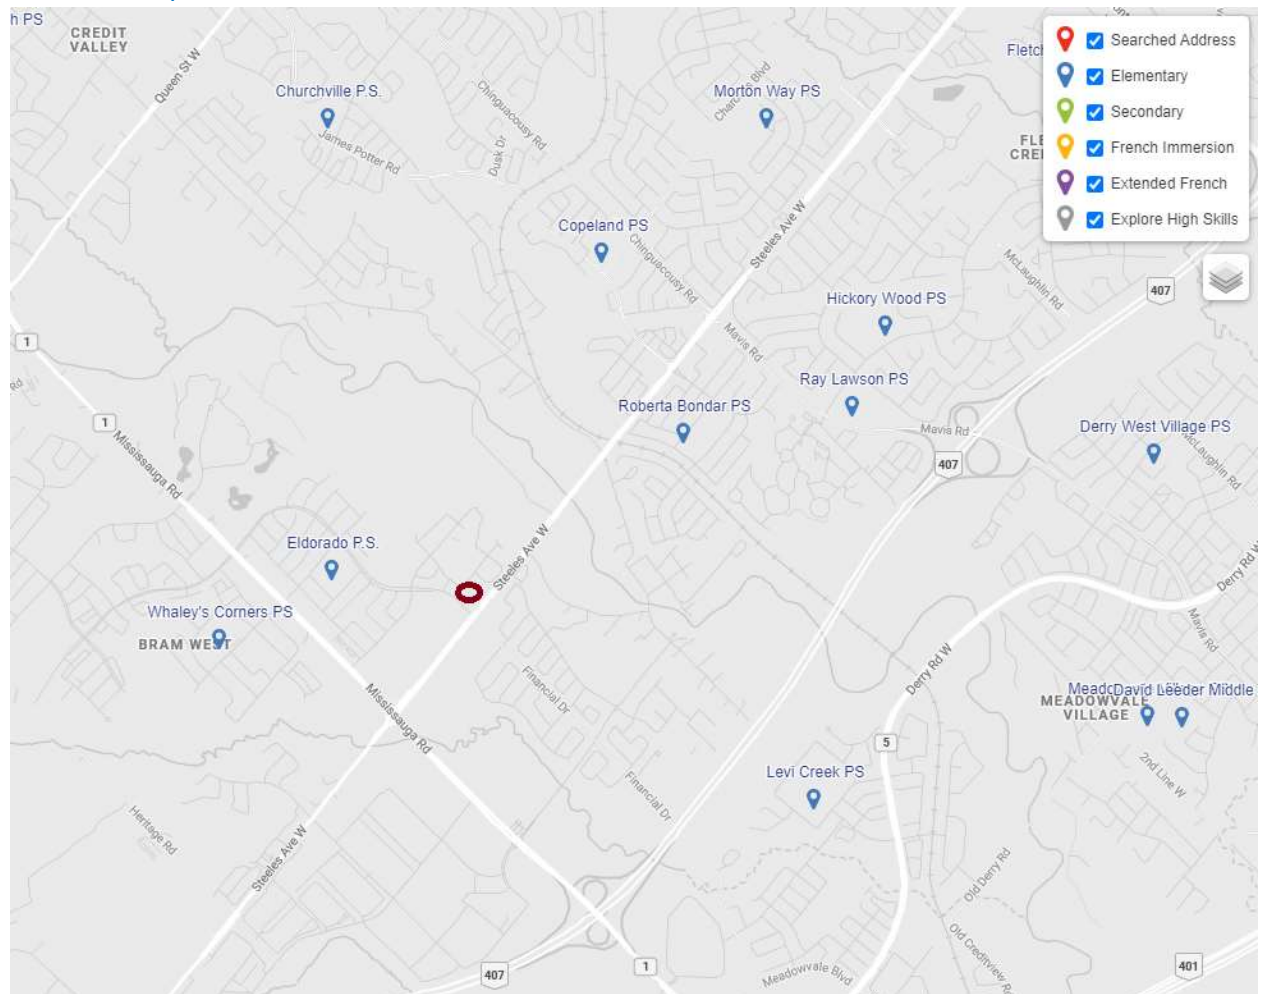 h PS
CREDIT
VALLEY
Queen St W
Churchville P.S.
James Potter Rd
Chinguacousy Rd
Dusk Dr
Morton Way PS
Fletch
Searched Address
Elementary
Secondary
French Immersion
Extended French
Explore High Skills
FLE
CREE
Copeland PS
Chinguacousy Rd
Steeles Ave W
McLaughlin Rd
407
Hickory Wood PS
1
Rd
Mavis Rd
Ray Lawson PS
Roberta Bondar PS
1
Mississauga Rd
Mavis Rd
Derry West Village PS
McLaughlin Rd
407
Eldorado P.S.
Steeles Ave W
Derry Rd W
Whaley's Corners PS
BRAM WEST
Mavis Rd
Financial Dr
Derry Rd W
Mississauga Rd
David Leeder Middle
MEADOWVALE
VILLAGE
5
2nd Line W
Levi Creek PS
Financial Dr
Heritage Rd
Steeles Ave W
Old Derry Rd
Old Creditview R
407
1
Meadowvale Blvd
401